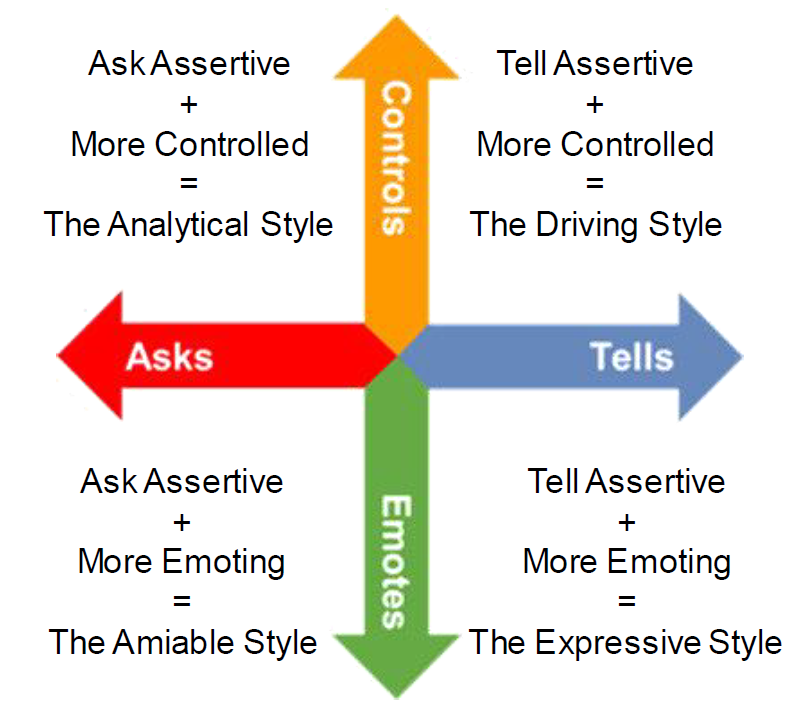 Ask Assertive
+
More Controlled
=
The Analytical Style
Controls
Tell Assertive
+
More Controlled
=
The Driving Style
Asks
Tells
Ask Assertive
+
More Emoting
=
The Amiable Style
Emotes
Tell Assertive
+
More Emoting
=
The Expressive Style